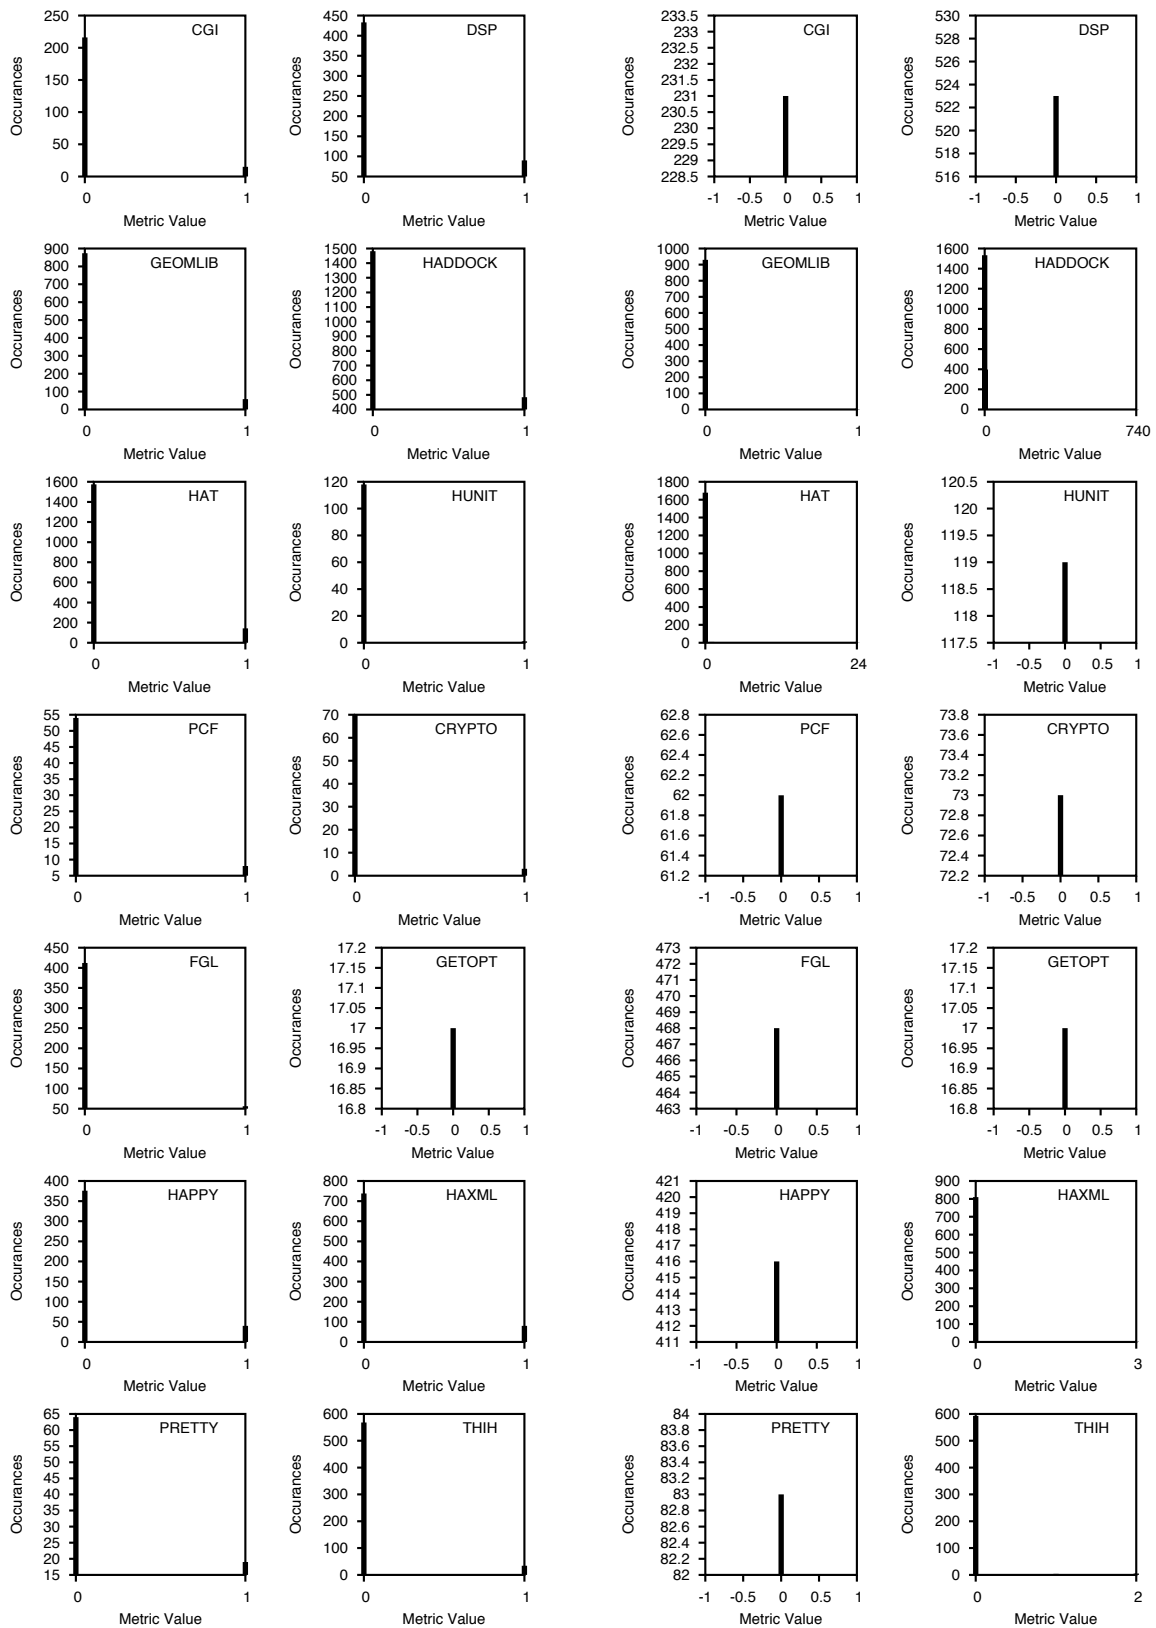 CGI
Occurances
250
200
150
100
50
0
0 1
Metric Value
DSP
Occurances
450
400
350
300
250
200
150
100
50
0 1
Metric Value
CGI
Occurances
233.5
233
232.5
232
231.5
231
230.5
230
229.5
229
228.5
-1 -0.5 0 0.5 1
Metric Value
DSP
Occurances
530
528
526
524
522
520
518
516
-1 -0.5 0 0.5 1
Metric Value
GEOMLIB
Occurances
900
800
700
600
500
400
300
200
100
0
0 1
Metric Value
HADDOCK
Occurances
1500
1400
1300
1200
1100
1000
900
800
700
600
500
400
0 1
Metric Value
GEOMLIB
Occurances
1000
900
800
700
600
500
400
300
200
100
0
0 1
Metric Value
HADDOCK
Occurances
1600
1400
1200
1000
800
600
400
200
0
0 740
Metric Value
HAT
Occurances
1600
1400
1200
1000
800
600
400
200
0
0 1
Metric Value
HUNIT
Occurances
120
100
80
60
40
20
0
0 1
Metric Value
HAT
Occurances
1800
1600
1400
1200
1000
800
600
400
200
0
0 24
Metric Value
HUNIT
Occurances
120.5
120
119.5
119
118.5
118
117.5
-1 -0.5 0 0.5 1
Metric Value
PCF
Occurances
55
50
45
40
35
30
25
20
15
10
5
0 1
Metric Value
CRYPTO
Occurances
70
60
50
40
30
20
10
0
0 1
Metric Value
PCF
Occurances
62.8
62.6
62.4
62.2
62
61.8
61.6
61.4
61.2
-1 -0.5 0 0.5 1
Metric Value
CRYPTO
Occurances
73.8
73.6
73.4
73.2
73
72.8
72.6
72.4
72.2
-1 -0.5 0 0.5 1
Metric Value
FGL
Occurances
450
400
350
300
250
200
150
100
50
0 1
Metric Value
GETOPT
Occurances
17.2
17.15
17.1
17.05
17
16.95
16.9
16.85
16.8
-1 -0.5 0 0.5 1
Metric Value
FGL
Occurances
473
472
471
470
469
468
467
466
465
464
463
-1 -0.5 0 0.5 1
Metric Value
GETOPT
Occurances
17.2
17.15
17.1
17.05
17
16.95
16.9
16.85
16.8
-1 -0.5 0 0.5 1
Metric Value
HAPPY
Occurances
400
350
300
250
200
150
100
50
0
0 1
Metric Value
HAXML
Occurances
800
700
600
500
400
300
200
100
0
0 1
Metric Value
HAPPY
Occurances
421
420
419
418
417
416
415
414
413
412
411
-1 -0.5 0 0.5 1
Metric Value
HAXML
Occurances
900
800
700
600
500
400
300
200
100
0
0 3
Metric Value
PRETTY
Occurances
65
60
55
50
45
40
35
30
25
20
15
0 1
Metric Value
THIH
Occurances
600
500
400
300
200
100
0
0 1
Metric Value
PRETTY
Occurances
84
83.8
83.6
83.4
83.2
83
82.8
82.6
82.4
82.2
82
-1 -0.5 0 0.5 1
Metric Value
THIH
Occurances
600
500
400
300
200
100
0
0 2
Metric Value